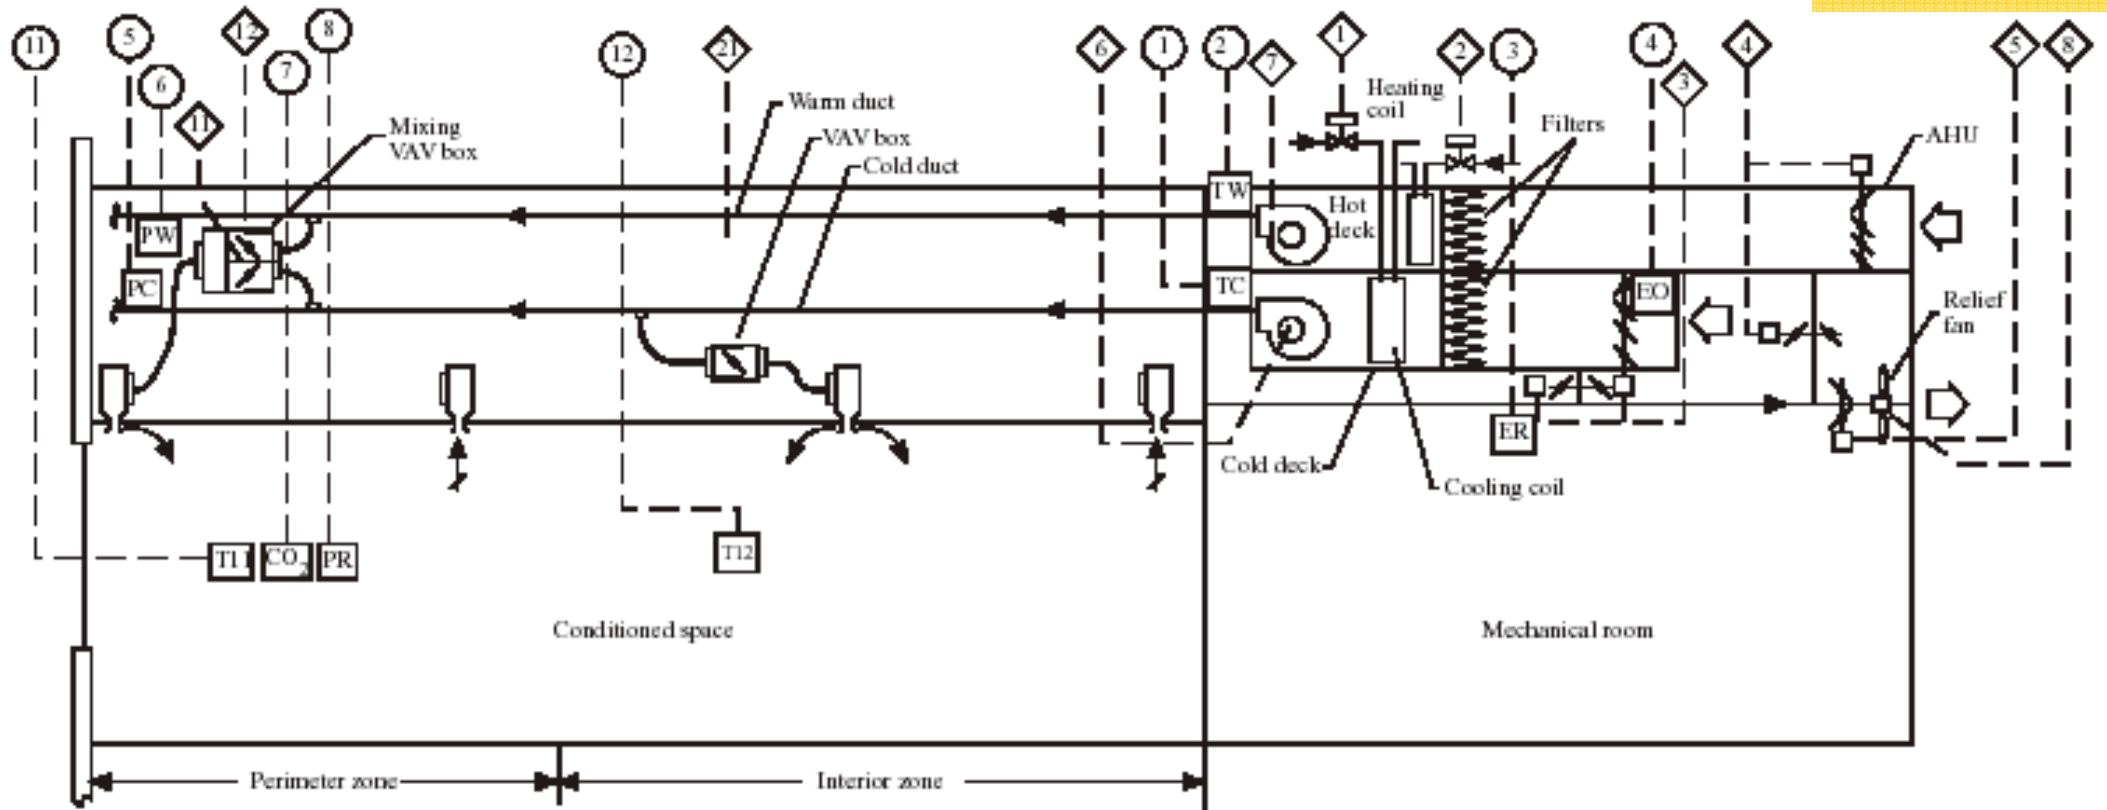 11
5
12
8
12
21
6
1
2
7
1
2
3
4
3
4
5
8
6
7
11
Heating
coil
Filters
AHU
Warm duct
VAV box
Cold duct
Mixing
VAV box
PW
PC
TW
TC
Hot
deck
EO
Relief
fan
ER
Cold deck
Cooling coil
T11
CO2
PR
T12
Conditioned space
Mechanical room
Perimeter zone
Interior zone